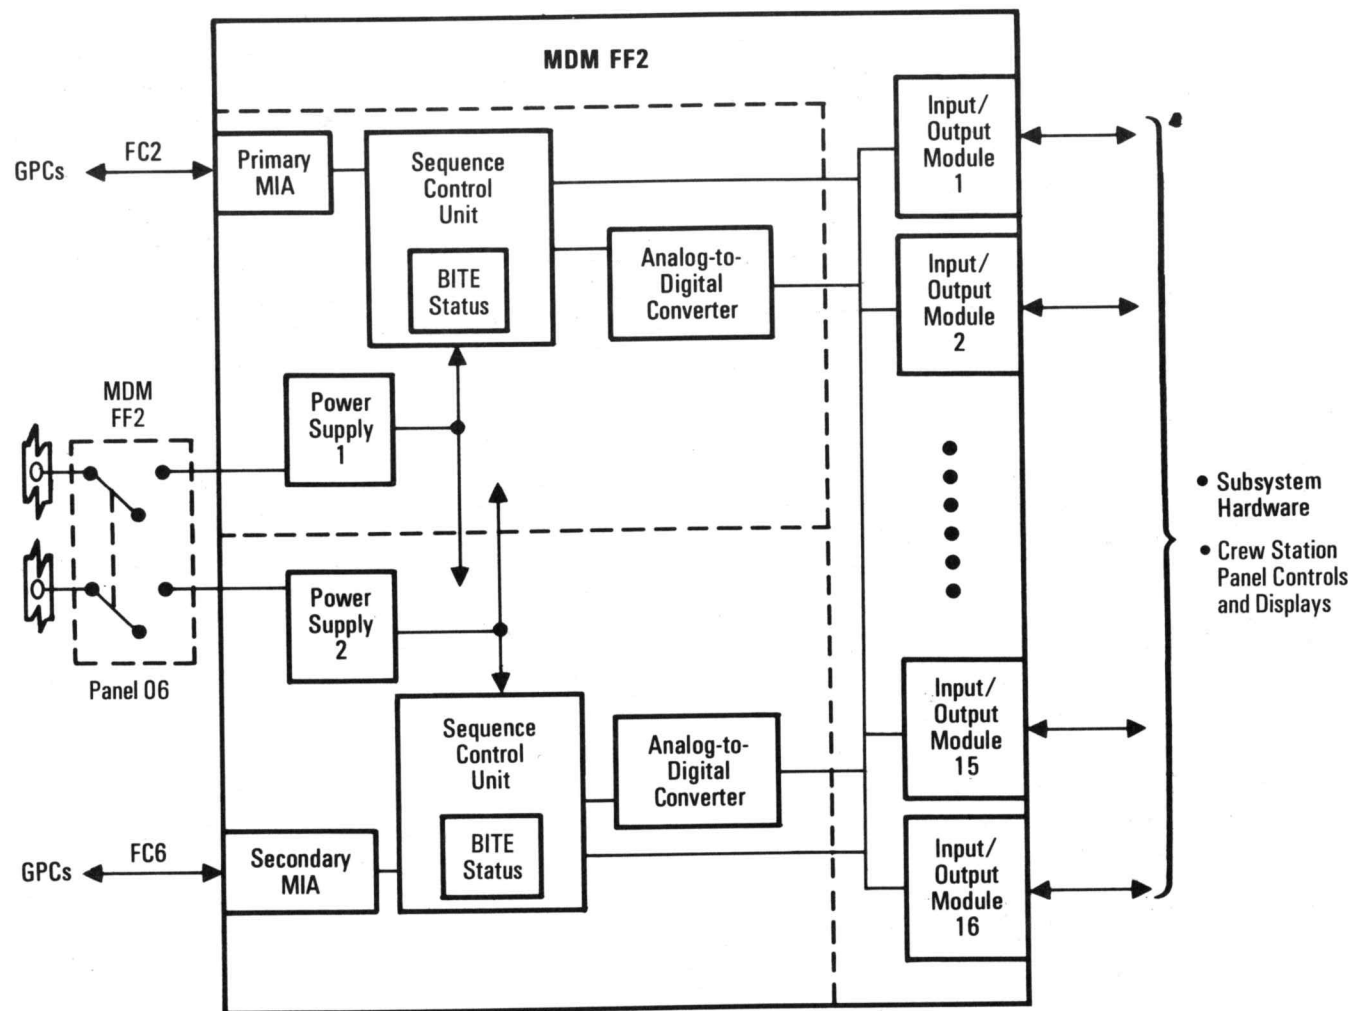 MDM FF2
GPCs
FC2
Primary
MIA
Sequence
Control
Unit
BITE
Status
Analog-to-
Digital
Converter
Input/
Output
Module
1
Input/
Output
Module
2
MDM
FF2
Power
Supply
1
Power
Supply
2
Panel O6
• Subsystem
Hardware
• Crew Station
Panel Controls
and Displays
Sequence
Control
Unit
BITE
Status
Analog-to-
Digital
Converter
Input/
Output
Module
15
Input/
Output
Module
16
GPCs
FC6
Secondary
MIA